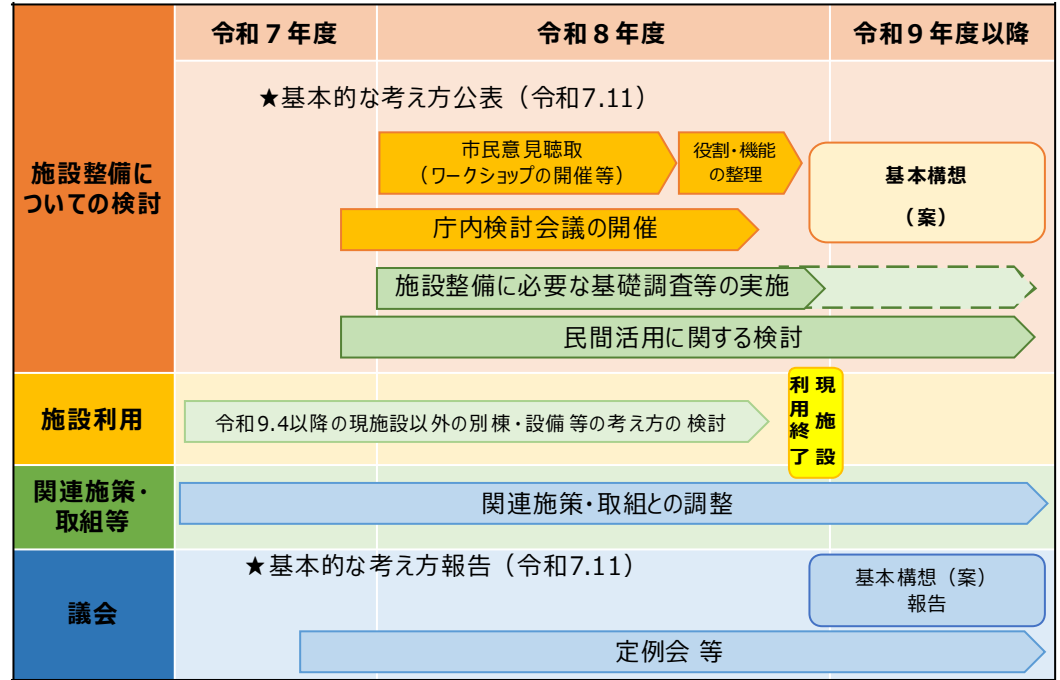 令和７年度
令和８年度
令和９年度以降
施設整備に
ついての検討
★基本的な考え方公表（令和7.11）
市民意見聴取
（ワークショップの開催等）
役割・機能
の整理
基本構想
（案）
庁内検討会議の開催
施設整備に必要な基礎調査等の実施
民間活用に関する検討
施設利用
令和9.4以降の現施設以外の別棟・設備 等の考え方の 検討
現施設
利用終了
関連施策・
取組等
関連施策・取組との調整
議会
★基本的な考え方報告（令和7.11）
基本構想（案）
報告
定例会 等